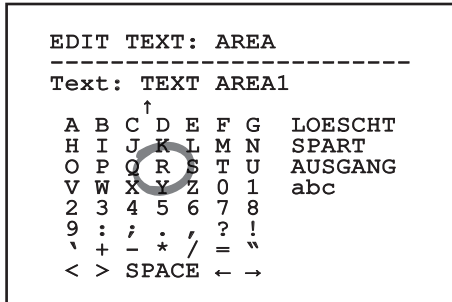 EDIT TEXT: AREA
------------------------
Text: TEXT AREA1
↑
A B C D E F G LOESCHT
H I J K L M N SPART
O P Q R S T U AUSGANG
V W X Y Z 0 1 abc
2 3 4 5 6 7 8
9 : ; . , ? !
‛ + - * / = ‟
< > SPACE ← →